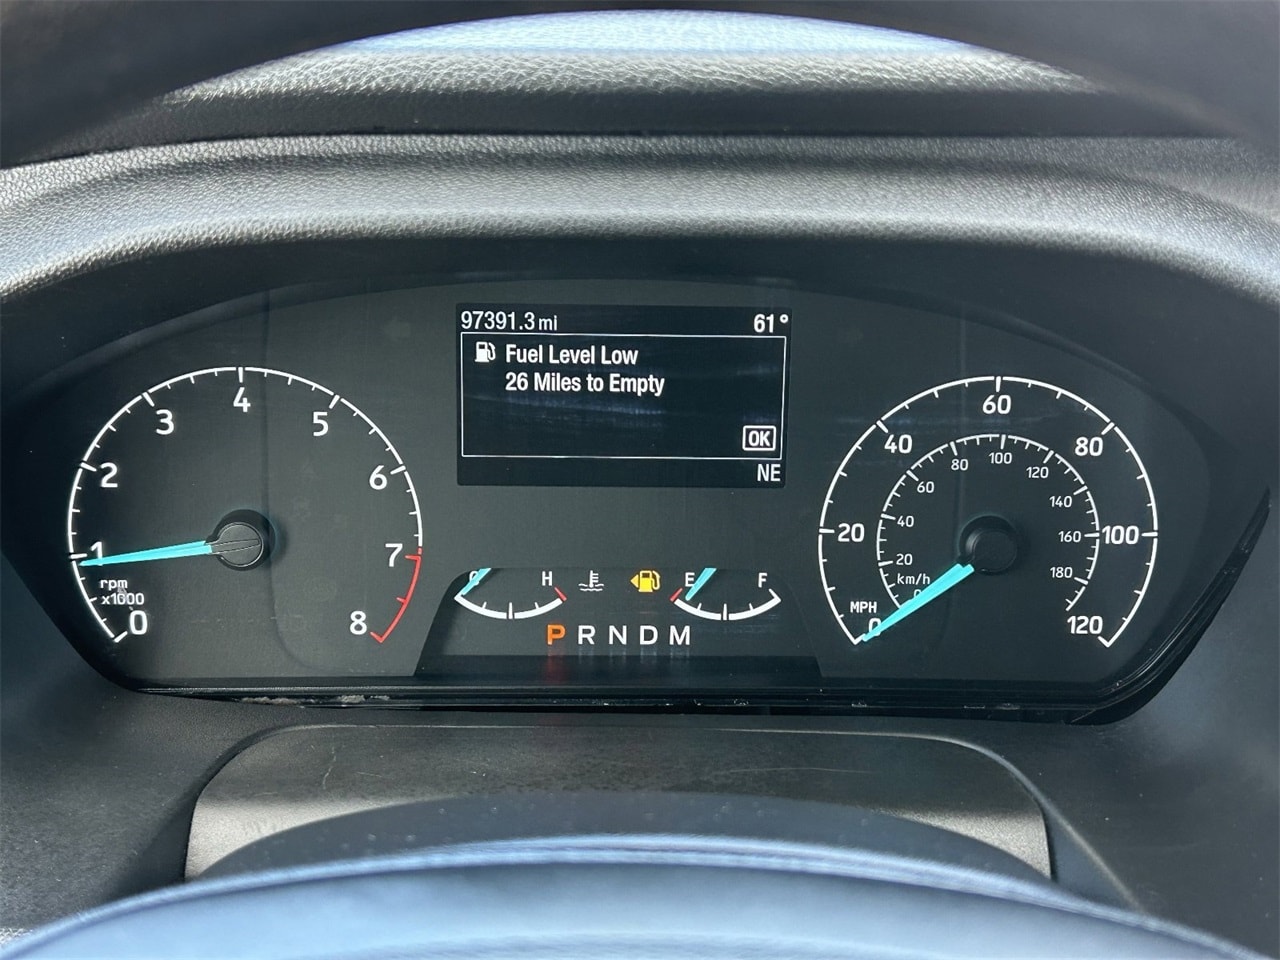 97391.3 mi 61°
Fuel Level Low
26 Miles to Empty
OK
NE
0 1 2 3 4 5 6 7 8
rpm
x1000
H
E F
P R N D M
0 20 40 60 80 100 120
MPH
20 40 60 80 100 120 140 160 180
km/h